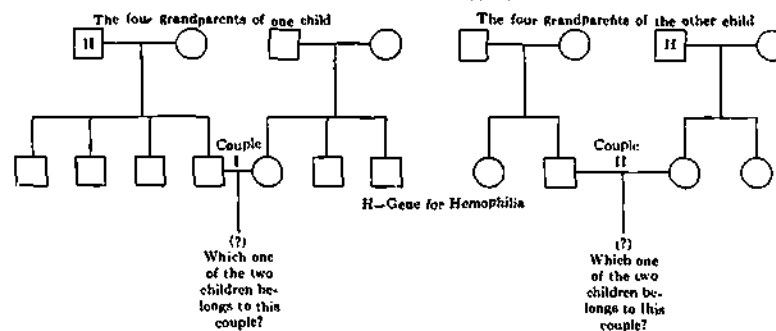 The four grandparents of one child
The four grandparents of the other child
H
H
Couple
I
Couple
II
H—Gene for Hemophilia
(?)
Which one
of the two
children be-
longs to this
couple?
(?)
Which one
of the two
children be-
longs to this
couple?